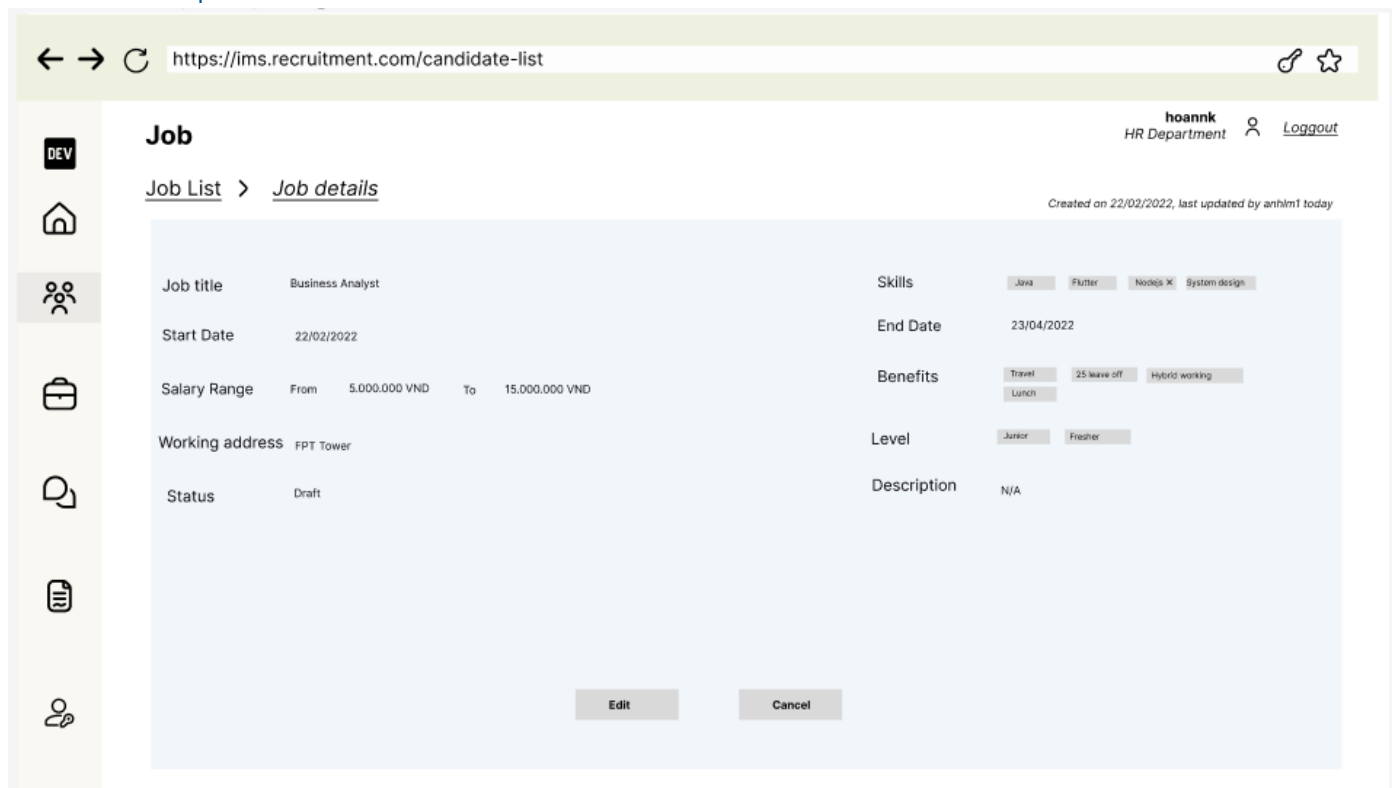 https://ims.recruitment.com/candidate-list
DEV
Job
hoannk
HR Department
Loggout
Job List > Job details
Created on 22/02/2022, last updated by anhlm1 today
Job title Business Analyst
Skills Java Flutter Nodejs X System design
Start Date 22/02/2022
End Date 23/04/2022
Salary Range From 5.000.000 VND To 15.000.000 VND
Benefits Travel 25 leave off Hybrid working
Lunch
Working address FPT Tower
Level Junior Fresher
Status Draft
Description N/A
Edit Cancel